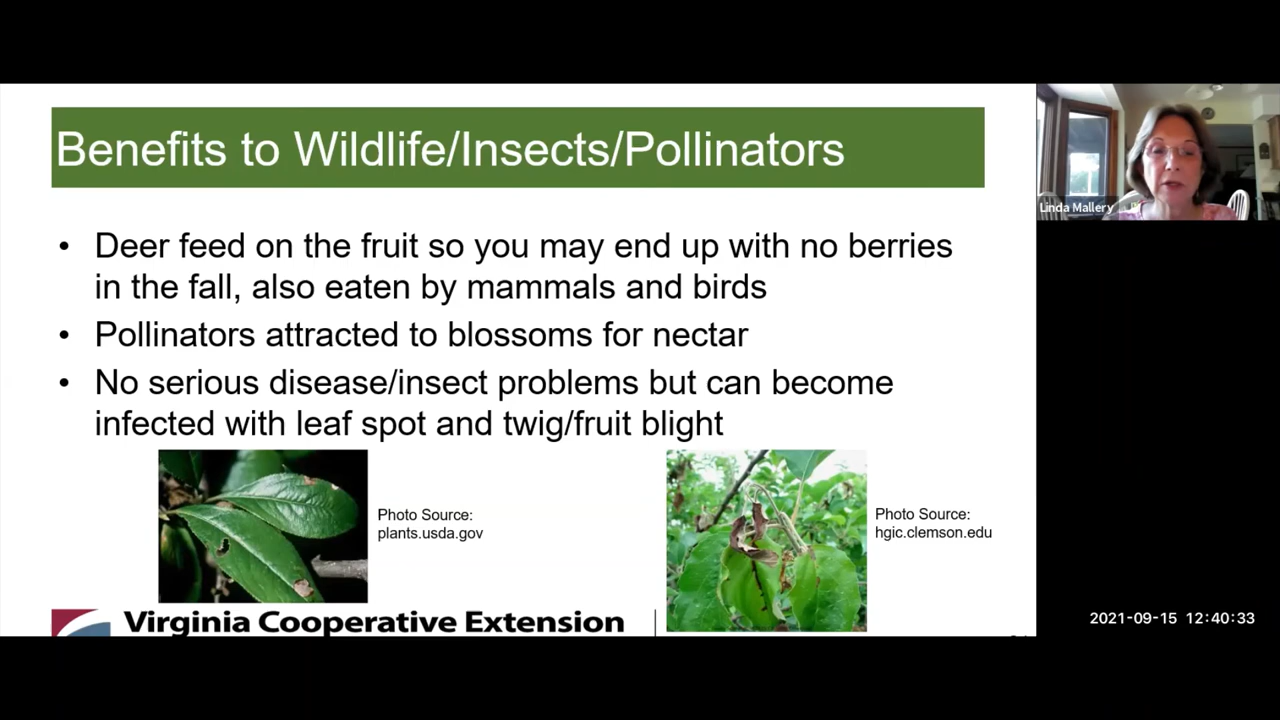 Benefits to Wildlife/Insects/Pollinators
• Deer feed on the fruit so you may end up with no berries
in the fall, also eaten by mammals and birds
• Pollinators attracted to blossoms for nectar
• No serious disease/insect problems but can become
infected with leaf spot and twig/fruit blight
Photo Source:
plants.usda.gov
Photo Source:
hgic.clemson.edu
Virginia Cooperative Extension
Linda Mallery
2021-09-15 12:40:33